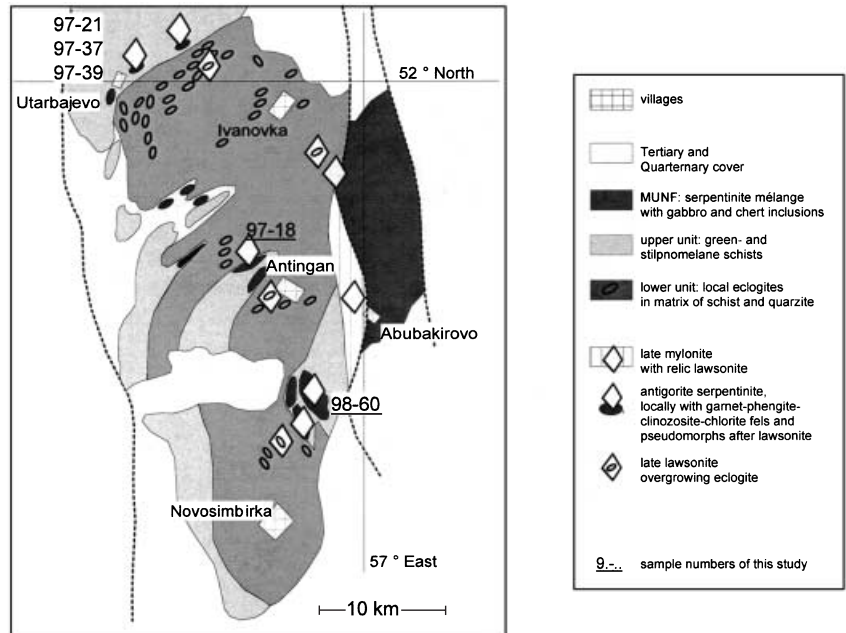 97-21
97-37
97-39
52 ° North
Utarbajevo
Ivanovka
97-18
Antingan
Abubakirovo
98-60
Novosimbirka
57 ° East
10 km
villages
Tertiary and
Quarternary cover
MUNF: serpentinite mélange
with gabbro and chert inclusions
upper unit: green- and
stilpnomelane schists
lower unit: local eclogites
in matrix of schist and quarzite
late mylonite
with relic lawsonite
antigorite serpentinite,
locally with garnet-phengite-
clinozosite-chlorite fels and
pseudomorphs after lawsonite
late lawsonite
overgrowing eclogite
9.-.. sample numbers of this study